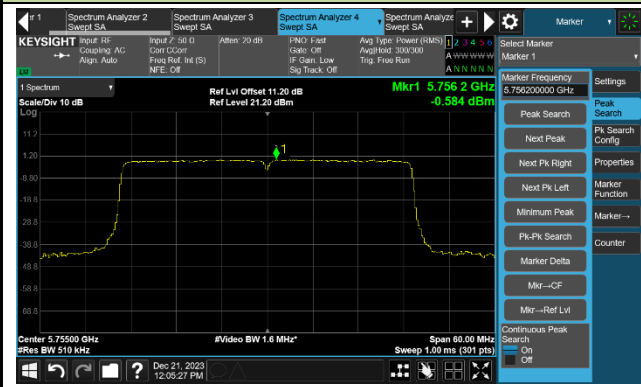 r 1
Spectrum Analyzer 2
Swept SA
Spectrum Analyzer 3
Swept SA
Spectrum Analyzer 4
Swept SA
Spectrum Analyze
Swept SA
+
Marker
KEYSIGHT
Input: RF
Coupling: AC
Align: Auto
Input Z: 50 Ω
Corr CCorr
Freq Ref: Int (S)
NFE: Off
Atten: 20 dB
PNO: Fast
Gate: Off
IF Gain: Low
Sig Track: Off
Avg Type: Power (RMS)
Avg|Hold: 300/300
Trig: Free Run
1 2 3 4 5 6
A W W W W W
A N N N N N
Select Marker
Marker 1
1 Spectrum
Scale/Div 10 dB
Log
Ref Lvl Offset 11.20 dB
Ref Level 21.20 dBm
Mkr1 5.756 2 GHz
-0.584 dBm
11.2
1.20
-8.80
-18.8
-28.8
-38.8
-48.8
-58.8
-68.8
1
Center 5.75500 GHz
#Res BW 510 kHz
#Video BW 1.6 MHz*
Span 60.00 MHz
Sweep 1.00 ms (301 pts)
Marker Frequency
5.756200000 GHz
Peak Search
Next Peak
Next Pk Right
Next Pk Left
Minimum Peak
Pk-Pk Search
Marker Delta
Mkr→CF
Mkr→Ref Lvl
Continuous Peak
Search
On
Off
Settings
Peak
Search
Pk Search
Config
Properties
Marker
Function
Marker→
Counter
?
Dec 21, 2023
12:05:27 PM